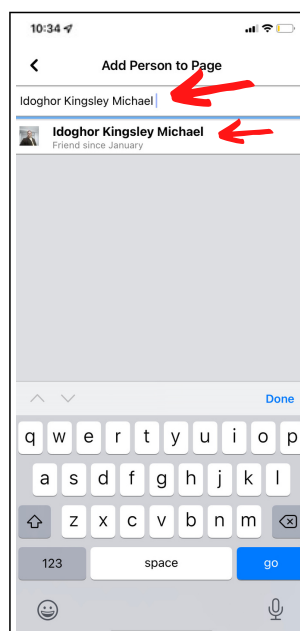 10:34
Add Person to Page
Idoghor Kingsley Michael
Idoghor Kingsley Michael
Friend since January
Done
q w e r t y u i o p
a s d f g h j k l
z x c v b n m
123 space go